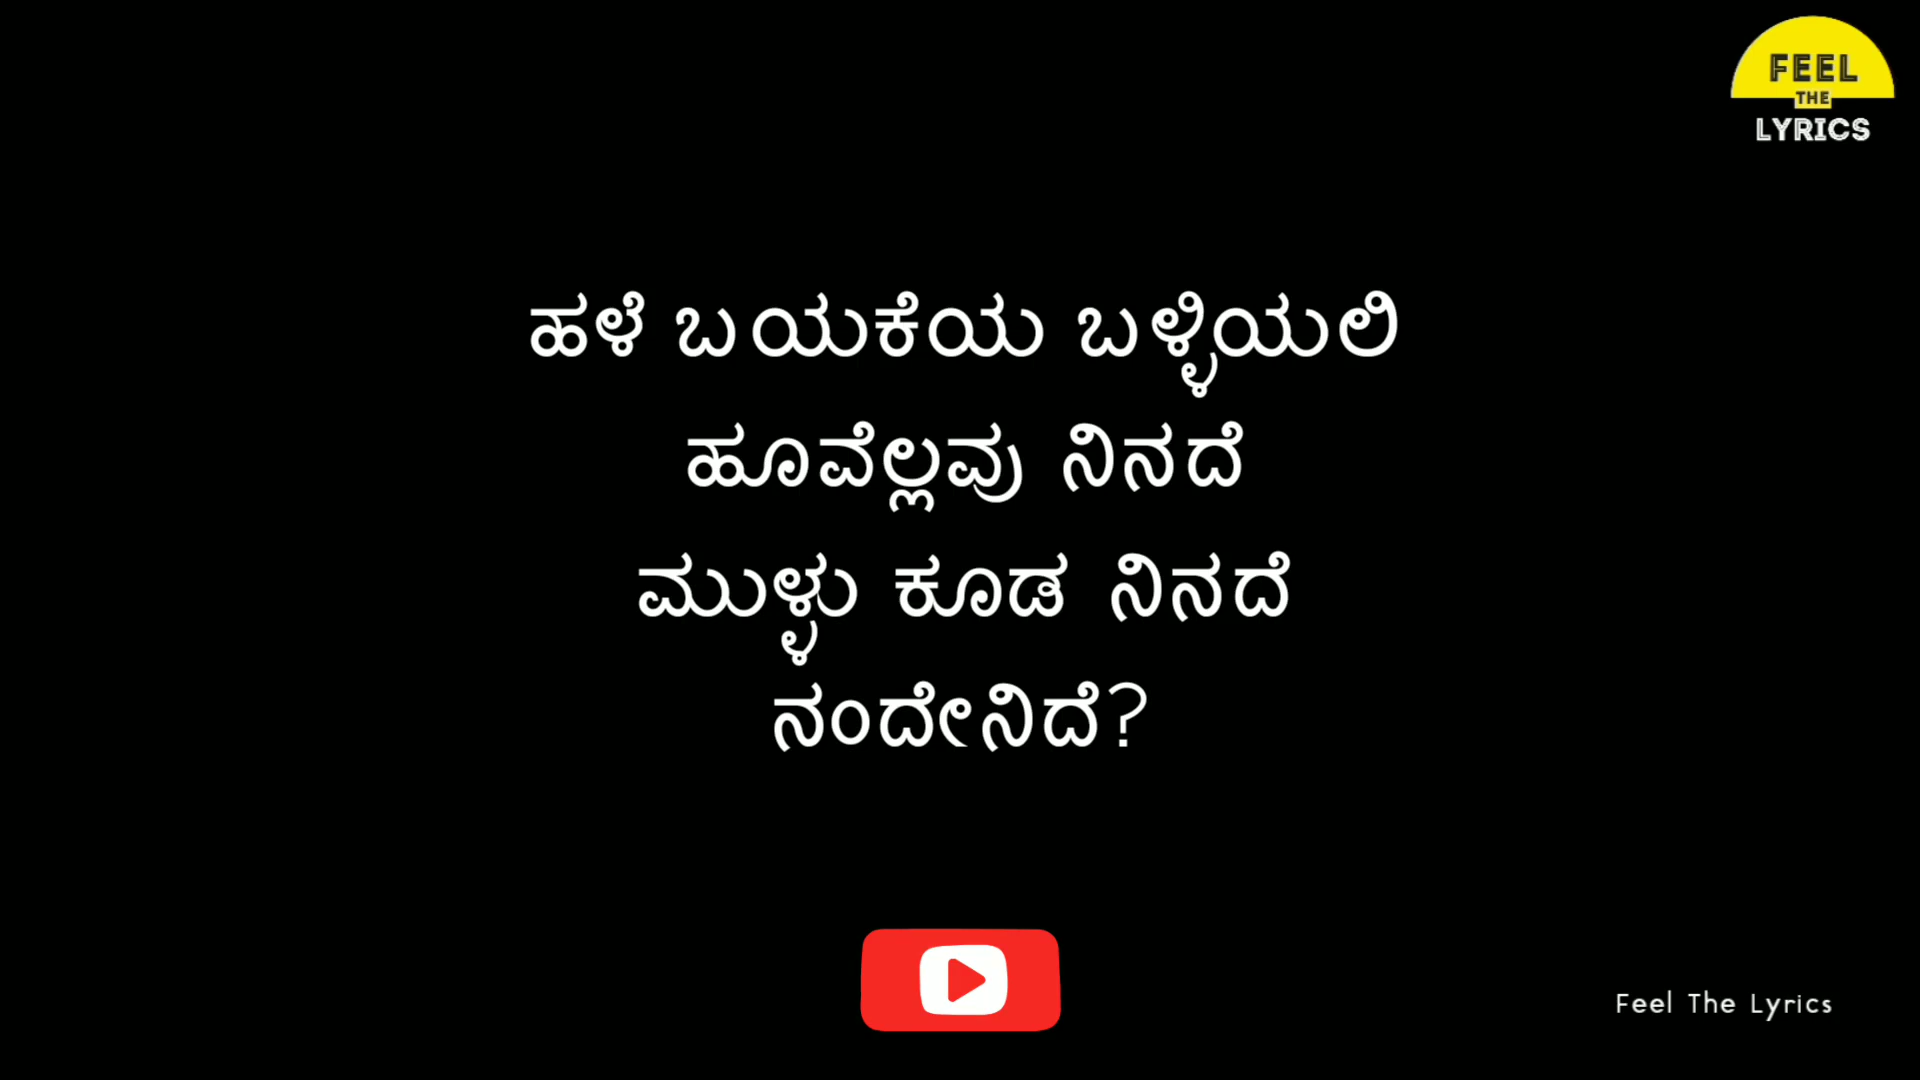 FEEL
THE
LYRICS
ಹಳೆ ಬಯಕೆಯ ಬಳ್ಳಿಯಲಿ
ಹೂವೆಲ್ಲವು ನಿನದೆ
ಮುಳ್ಳು ಕೂಡ ನಿನದೆ
ನಂದೇನಿದೆ?
Feel The Lyrics